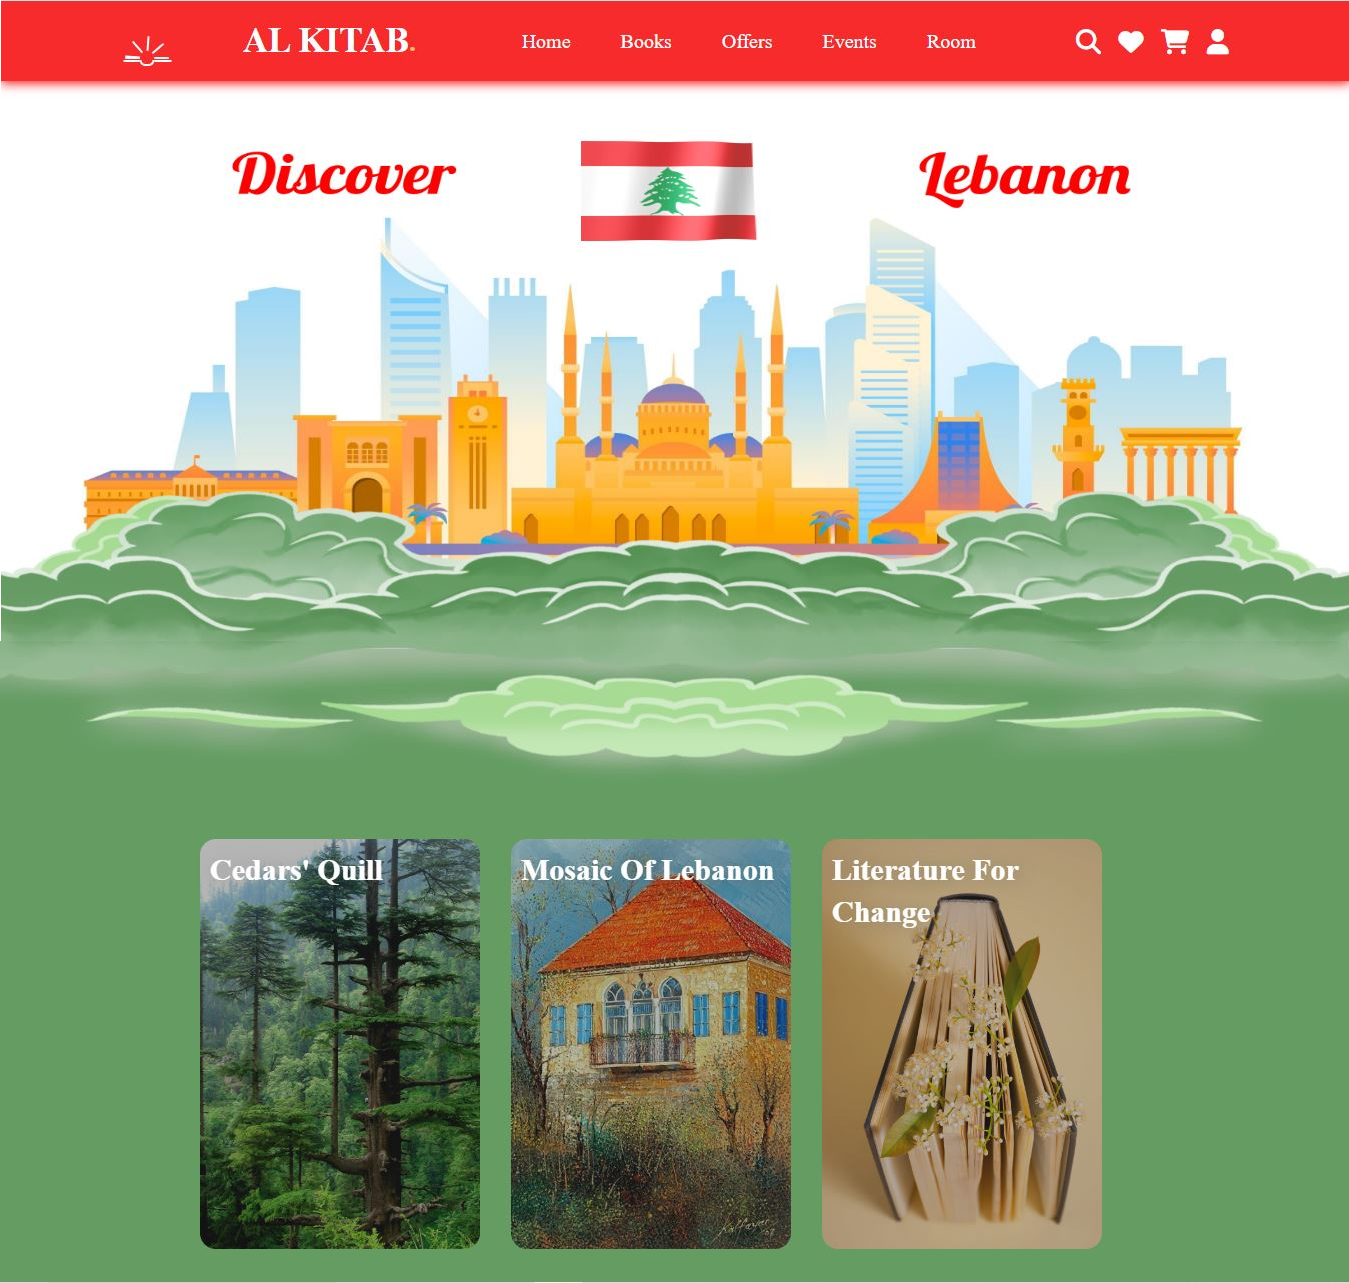 AL KITAB.
Home
Books
Offers
Events
Room
Discover
Lebanon
Cedars' Quill
Mosaic Of Lebanon
Literature For
Change